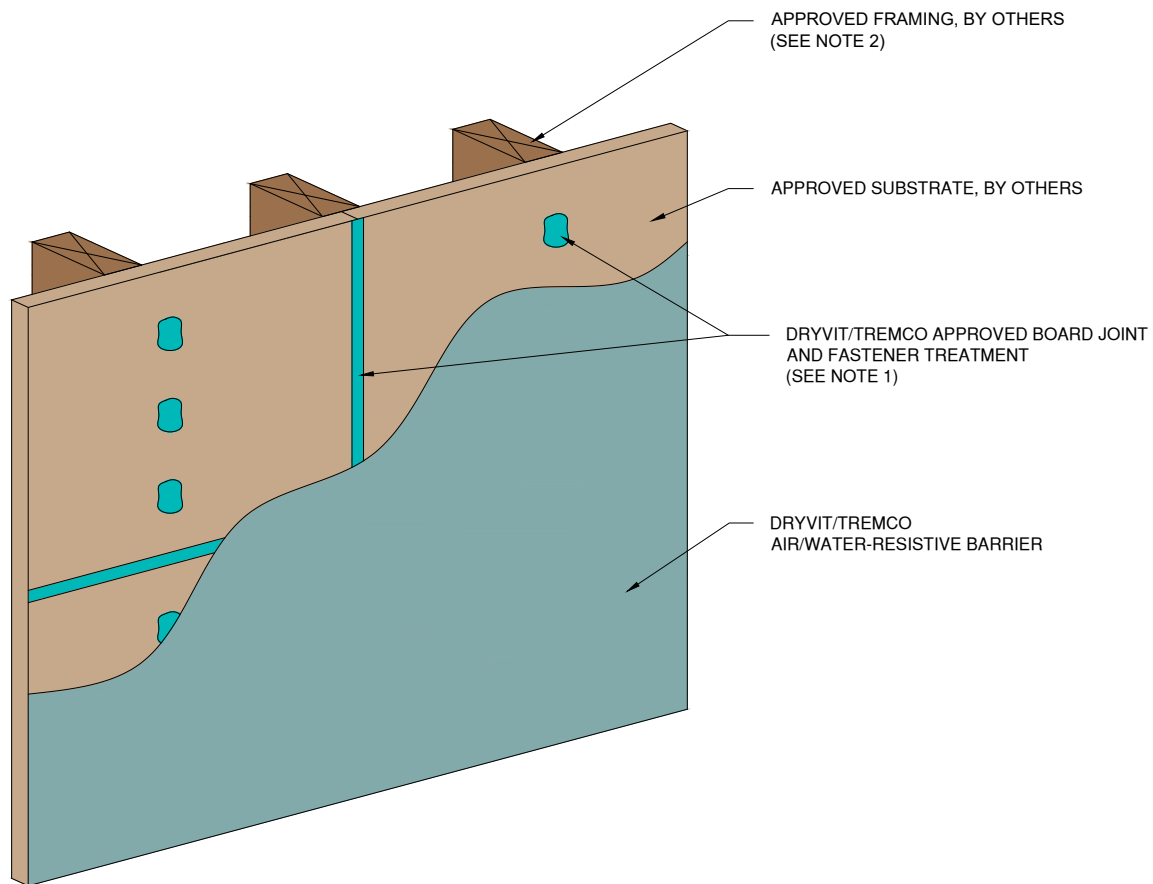 APPROVED FRAMING, BY OTHERS
(SEE NOTE 2)
APPROVED SUBSTRATE, BY OTHERS
DRYVIT/TREMCO APPROVED BOARD JOINT
AND FASTENER TREATMENT
(SEE NOTE 1)
DRYVIT/TREMCO
AIR/WATER-RESISTIVE BARRIER